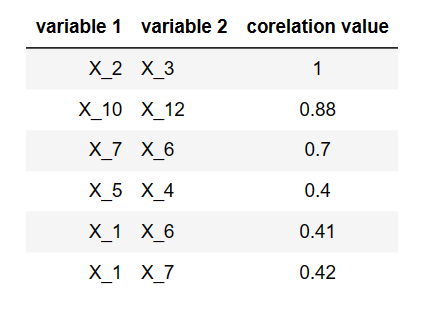 variable 1 variable 2 corelation value
X_2 X_3 1
X_10 X_12 0.88
X_7 X_6 0.7
X_5 X_4 0.4
X_1 X_6 0.41
X_1 X_7 0.42